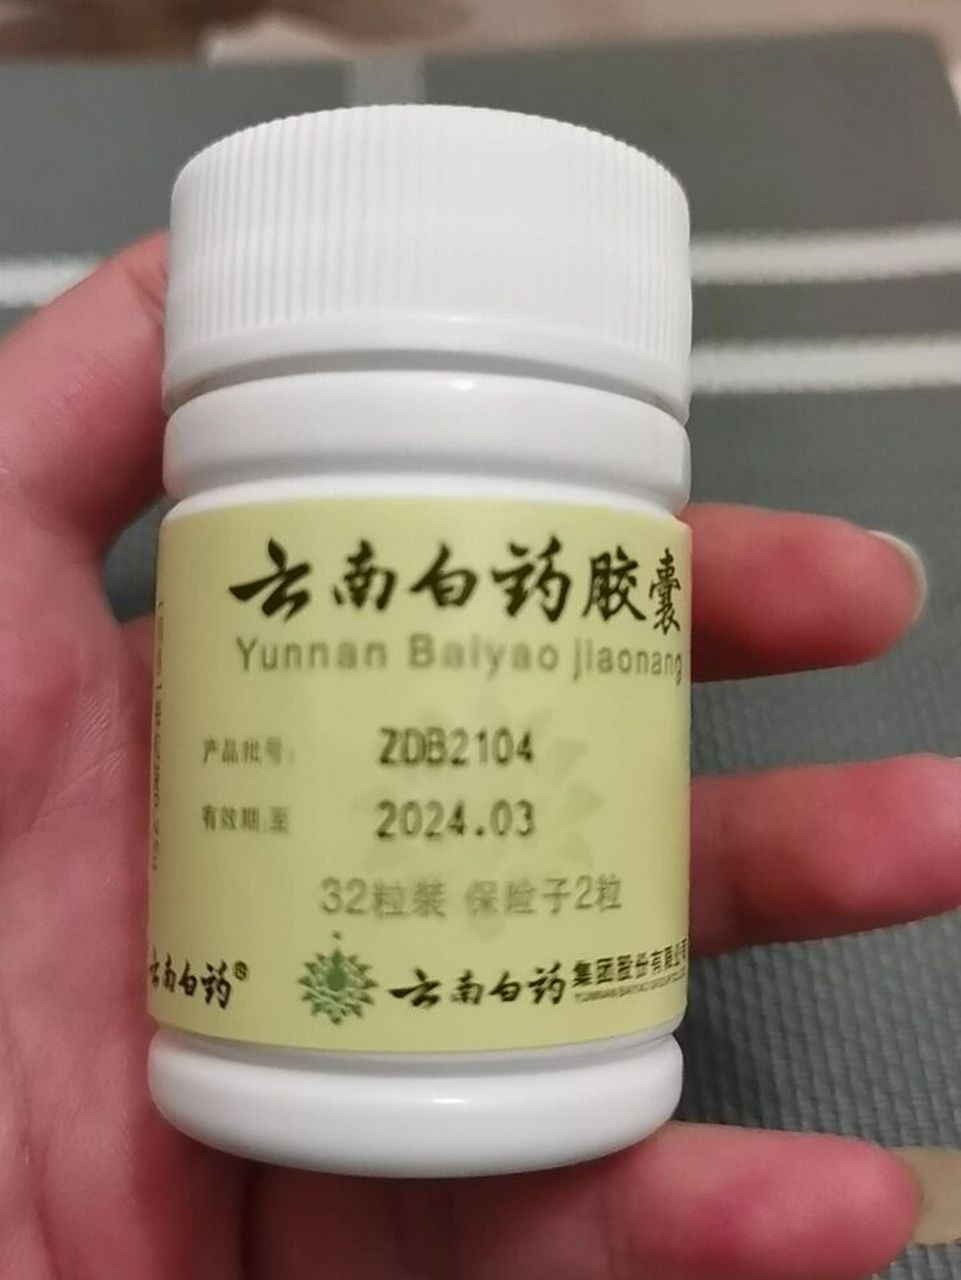 云南白药胶囊
Yunnan Baiyao jiaonang
产品批号: ZDB2104
有效期至 2024.03
32粒装 保险子2粒
云南白药®
云南白药 集团股份有限公司